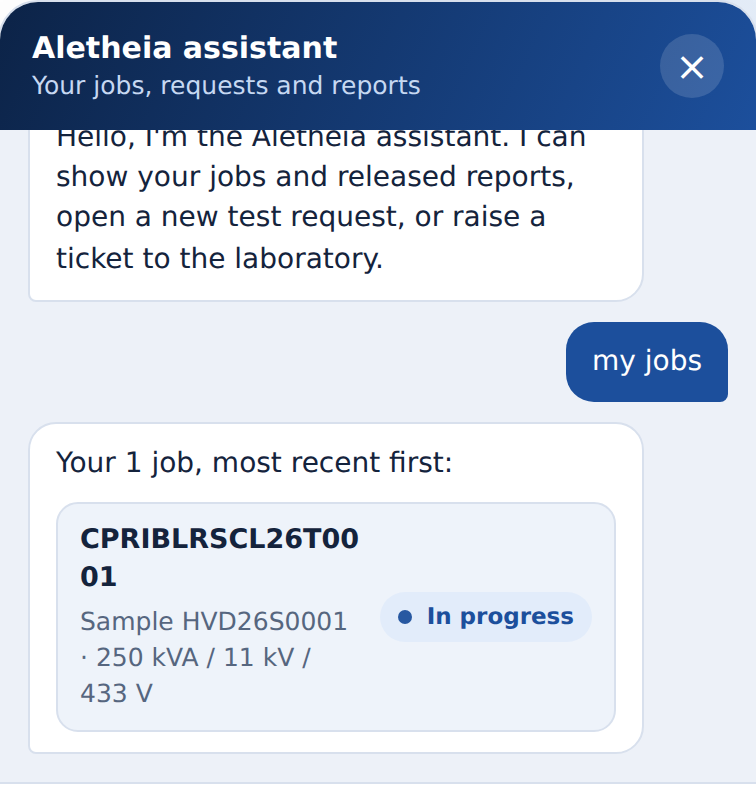 Aletheia assistant
Your jobs, requests and reports
×
Hello, I'm the Aletheia assistant. I can
show your jobs and released reports,
open a new test request, or raise a
ticket to the laboratory.
my jobs
Your 1 job, most recent first:
CPRIBLRSCL26T00
01
Sample HVD26S0001
· 250 kVA / 11 kV /
433 V
In progress